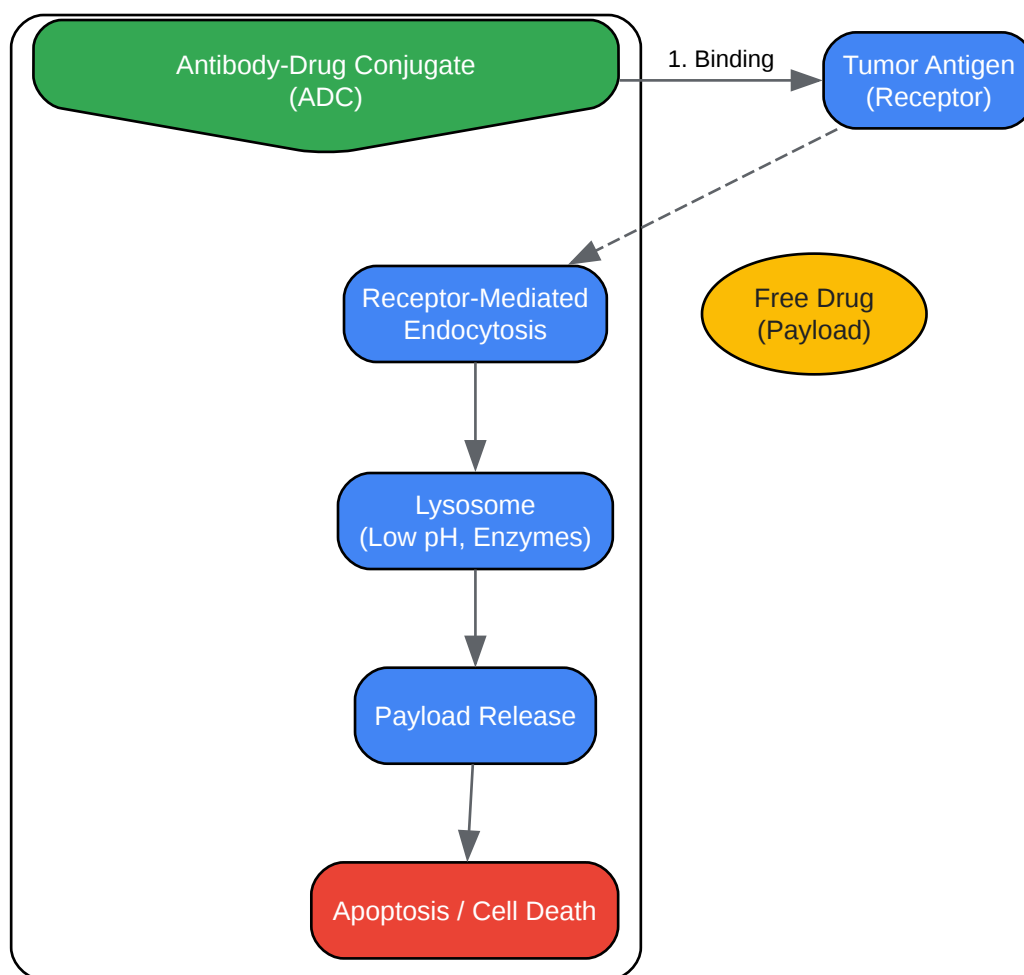 Antibody-Drug Conjugate
(ADC)
1. Binding
Tumor Antigen
(Receptor)
Receptor-Mediated
Endocytosis
Free Drug
(Payload)
Lysosome
(Low pH, Enzymes)
Payload Release
Apoptosis / Cell Death